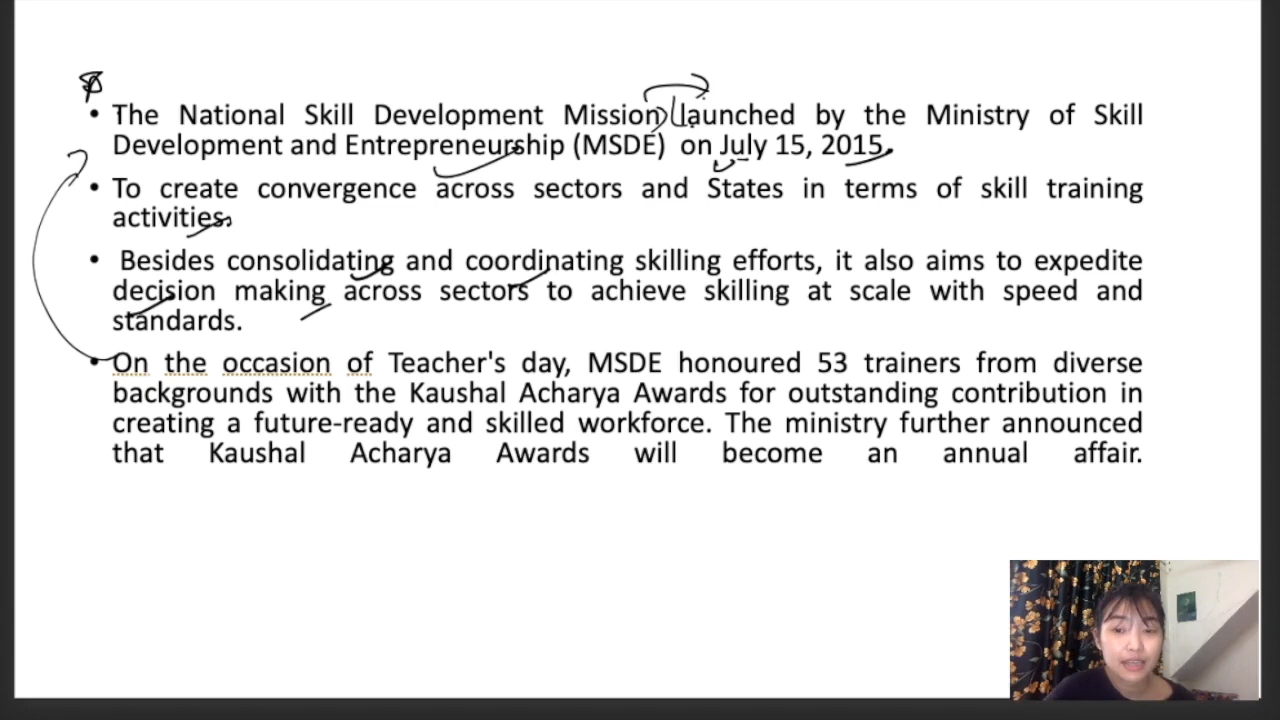 • The National Skill Development Mission launched by the Ministry of Skill
Development and Entrepreneurship (MSDE) on July 15, 2015.
• To create convergence across sectors and States in terms of skill training
activities.
• Besides consolidating and coordinating skilling efforts, it also aims to expedite
decision making across sectors to achieve skilling at scale with speed and
standards.
• On the occasion of Teacher's day, MSDE honoured 53 trainers from diverse
backgrounds with the Kaushal Acharya Awards for outstanding contribution in
creating a future-ready and skilled workforce. The ministry further announced
that Kaushal Acharya Awards will become an annual affair.